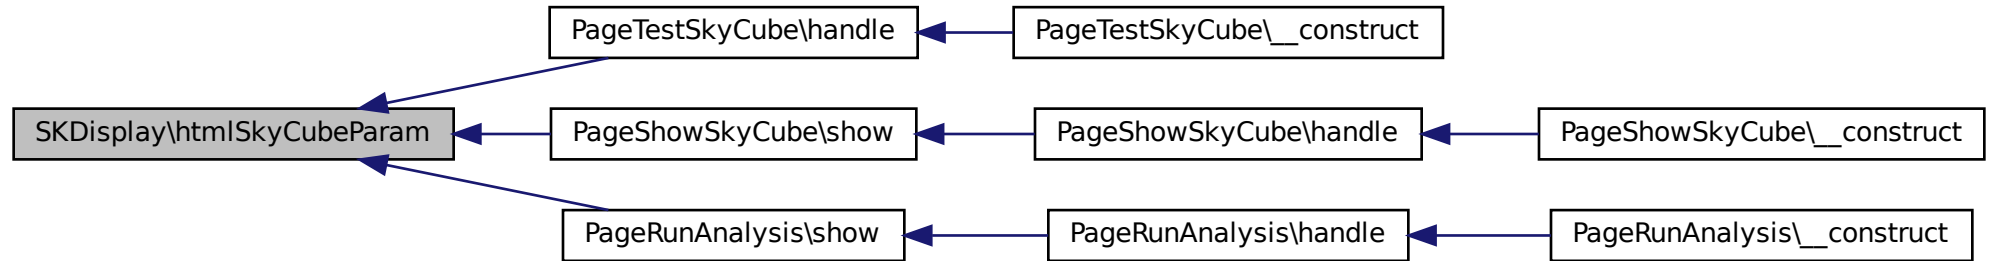 PageTestSkyCube\handle
PageTestSkyCube\__construct
SKDisplay\htmlSkyCubeParam
PageShowSkyCube\show
PageShowSkyCube\handle
PageShowSkyCube\__construct
PageRunAnalysis\show
PageRunAnalysis\handle
PageRunAnalysis\__construct